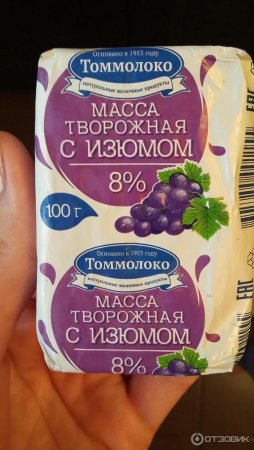 Основано в 1953 году
Томмолоко
натуральные молочные продукты
МАССА
ТВОРОЖНАЯ
С ИЗЮМОМ
8%
100 г
Основано в 1953 году
Томмолоко
натуральные молочные продукты
МАССА
ТВОРОЖНАЯ
С ИЗЮМОМ
8%
EAC
EAC
ОТЗОВИК